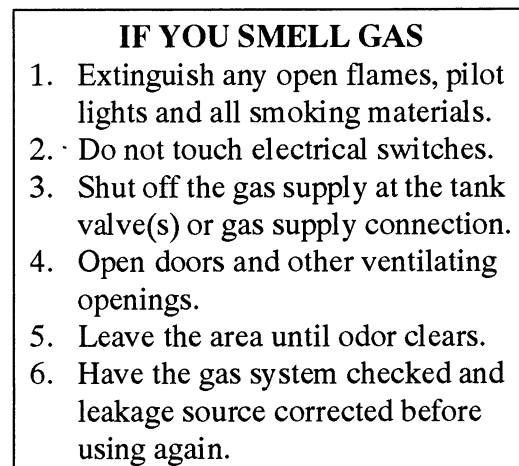 IF YOU SMELL GAS
1. Extinguish any open flames, pilot
lights and all smoking materials.
2. Do not touch electrical switches.
3. Shut off the gas supply at the tank
valve(s) or gas supply connection.
4. Open doors and other ventilating
openings.
5. Leave the area until odor clears.
6. Have the gas system checked and
leakage source corrected before
using again.